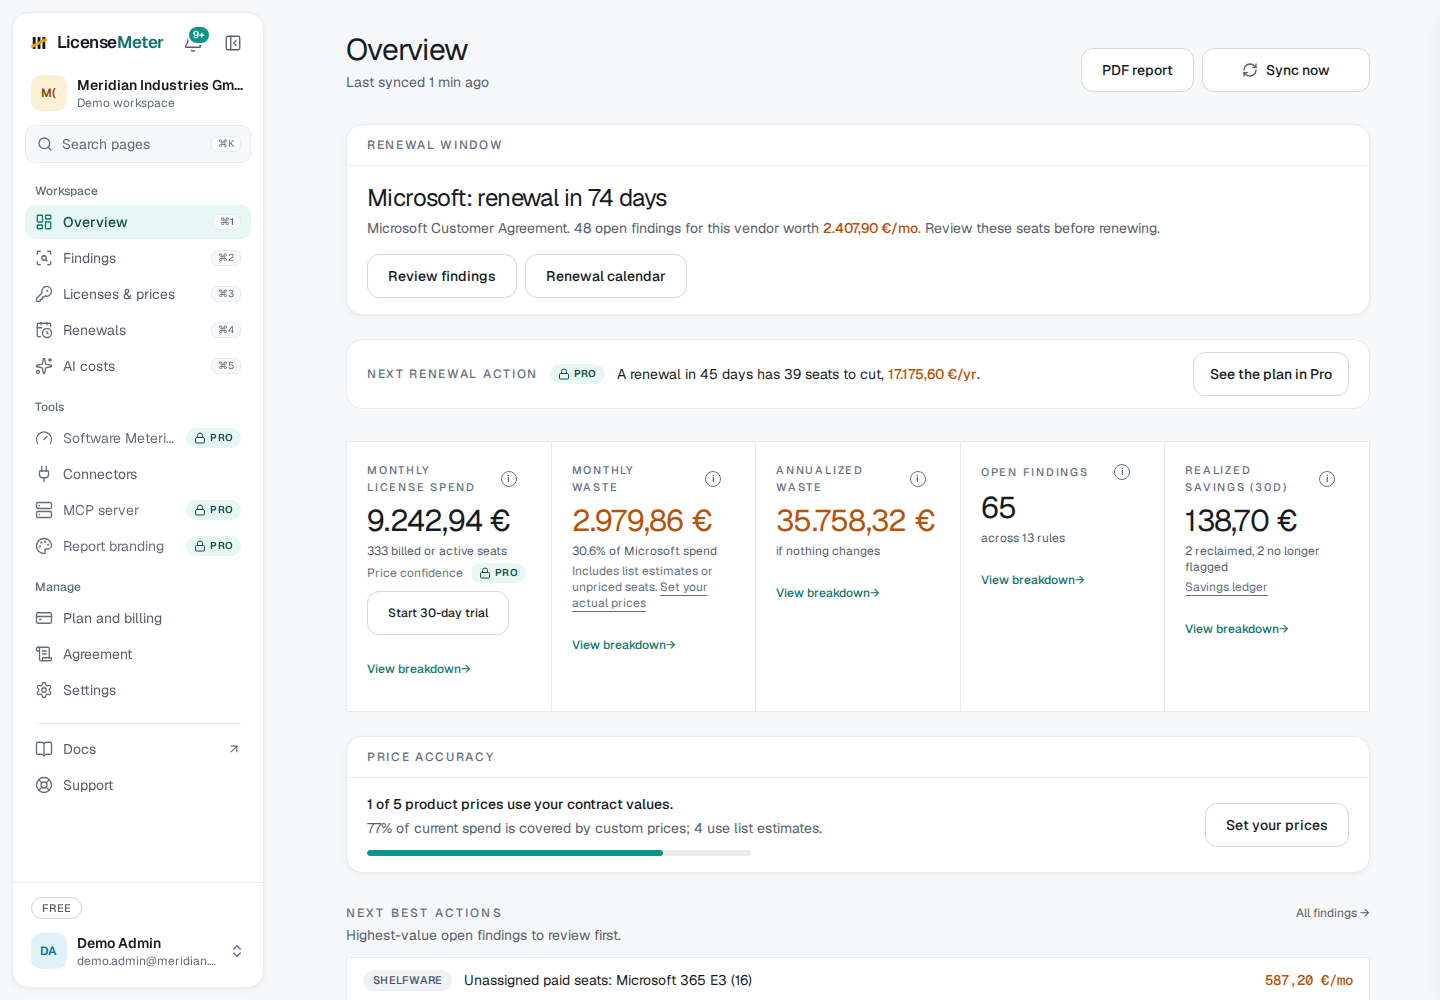 LicenseMeter
9+
M(
Meridian Industries Gm...
Demo workspace
Search pages
⌘K
Workspace
Overview
⌘1
Findings
⌘2
Licenses & prices
⌘3
Renewals
⌘4
AI costs
⌘5
Tools
Software Meteri...
PRO
Connectors
MCP server
PRO
Report branding
PRO
Manage
Plan and billing
Agreement
Settings
Docs
Support
FREE
DA
Demo Admin
demo.admin@meridian....
Overview
Last synced 1 min ago
PDF report
Sync now
RENEWAL WINDOW
Microsoft: renewal in 74 days
Microsoft Customer Agreement. 48 open findings for this vendor worth 2.407,90 €/mo. Review these seats before renewing.
Review findings
Renewal calendar
NEXT RENEWAL ACTION
PRO
A renewal in 45 days has 39 seats to cut, 17.175,60 €/yr.
See the plan in Pro
MONTHLY
LICENSE SPEND
9.242,94 €
333 billed or active seats
Price confidence
PRO
Start 30-day trial
View breakdown→
MONTHLY
WASTE
2.979,86 €
30.6% of Microsoft spend
Includes list estimates or
unpriced seats. Set your
actual prices
View breakdown→
ANNUALIZED
WASTE
35.758,32 €
if nothing changes
View breakdown→
OPEN FINDINGS
65
across 13 rules
View breakdown→
REALIZED
SAVINGS (30D)
138,70 €
2 reclaimed, 2 no longer
flagged
Savings ledger
View breakdown→
PRICE ACCURACY
1 of 5 product prices use your contract values.
77% of current spend is covered by custom prices; 4 use list estimates.
Set your prices
NEXT BEST ACTIONS
All findings →
Highest-value open findings to review first.
SHELFWARE
Unassigned paid seats: Microsoft 365 E3 (16)
587,20 €/mo